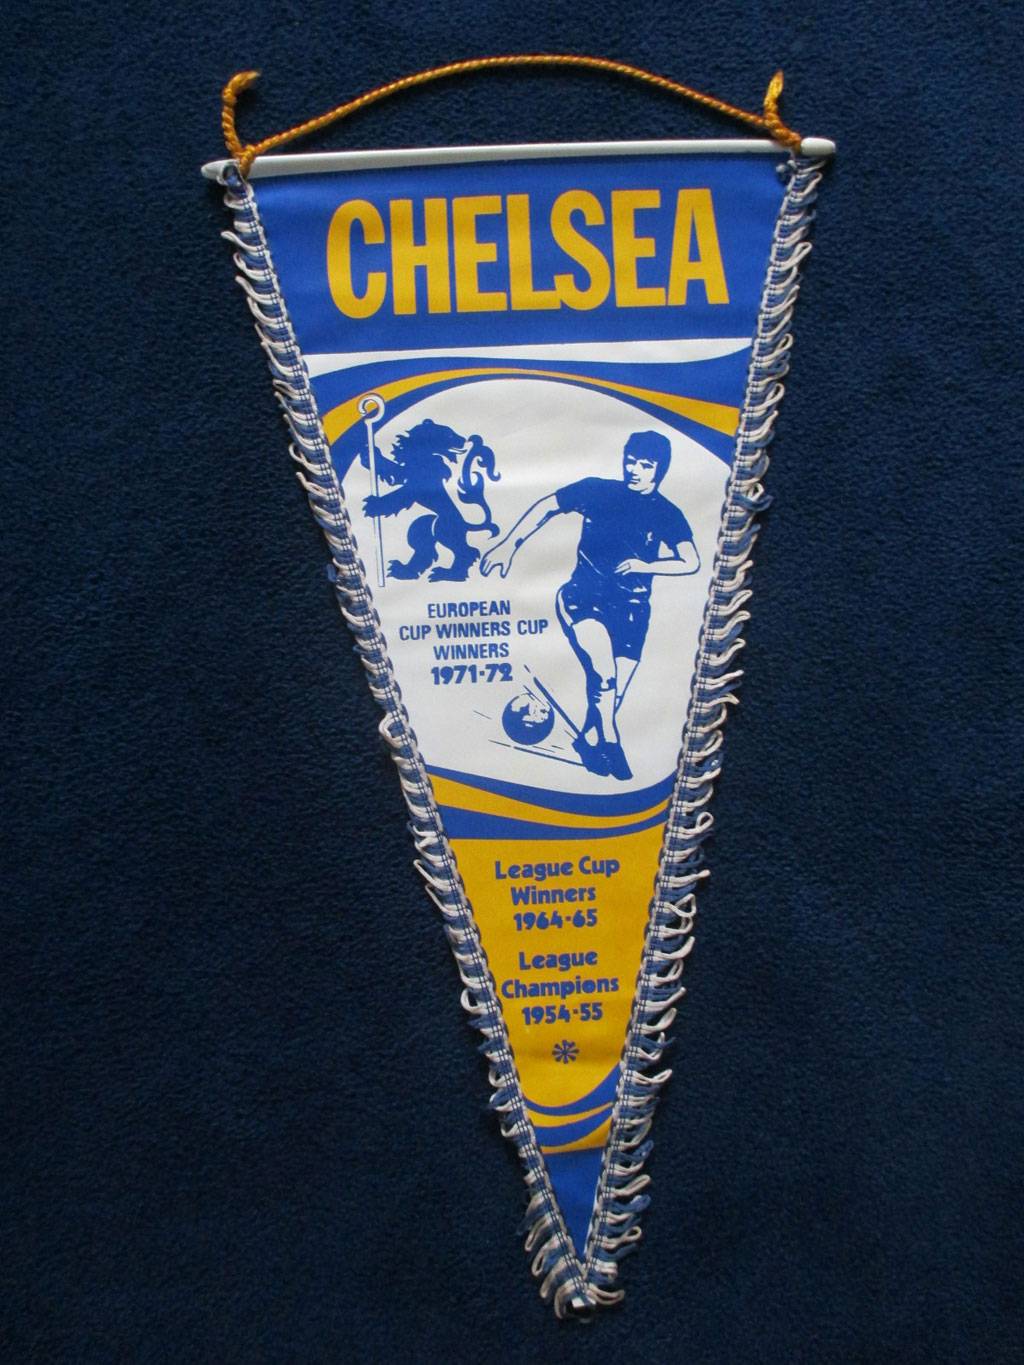 CHELSEA
EUROPEAN
CUP WINNERS CUP
WINNERS
1971-72
League Cup
Winners
1964-65
League
Champions
1954-55